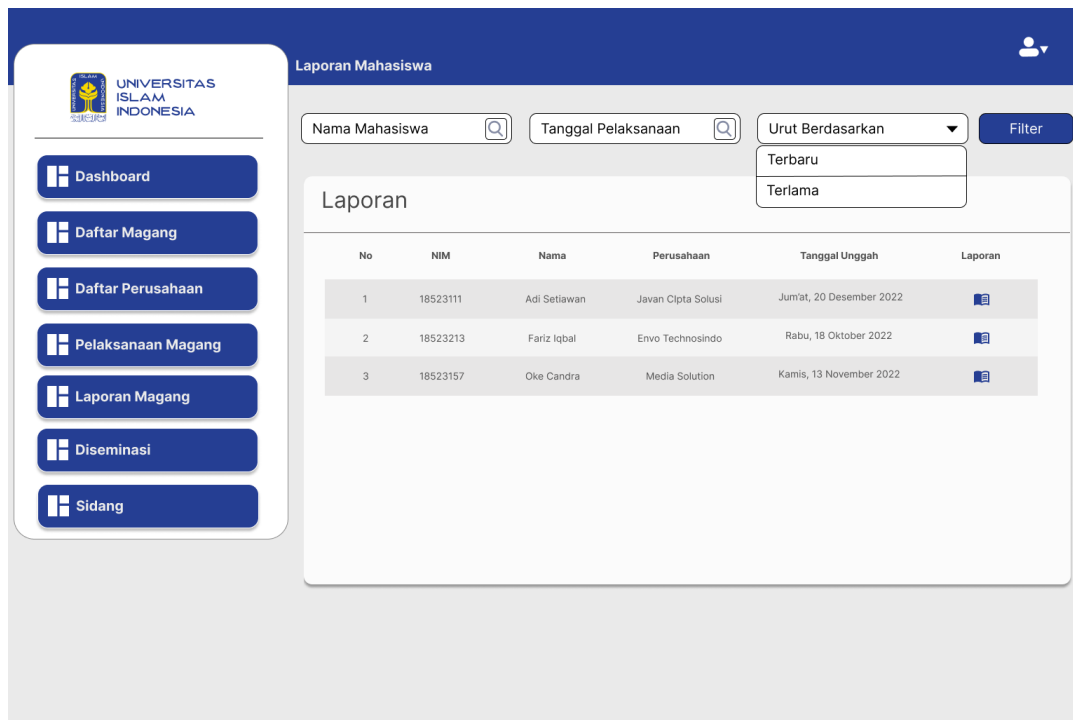 UNIVERSITAS
ISLAM
INDONESIA
Laporan Mahasiswa
Dashboard
Daftar Magang
Daftar Perusahaan
Pelaksanaan Magang
Laporan Magang
Diseminasi
Sidang
Nama Mahasiswa Tanggal Pelaksanaan Urut Berdasarkan Filter
Terbaru
Terlama
Laporan
No NIM Nama Perusahaan Tanggal Unggah Laporan
1 18523111 Adi Setiawan Javan CIpta Solusi Jum'at, 20 Desember 2022
2 18523213 Fariz Iqbal Envo Technosindo Rabu, 18 Oktober 2022
3 18523157 Oke Candra Media Solution Kamis, 13 November 2022